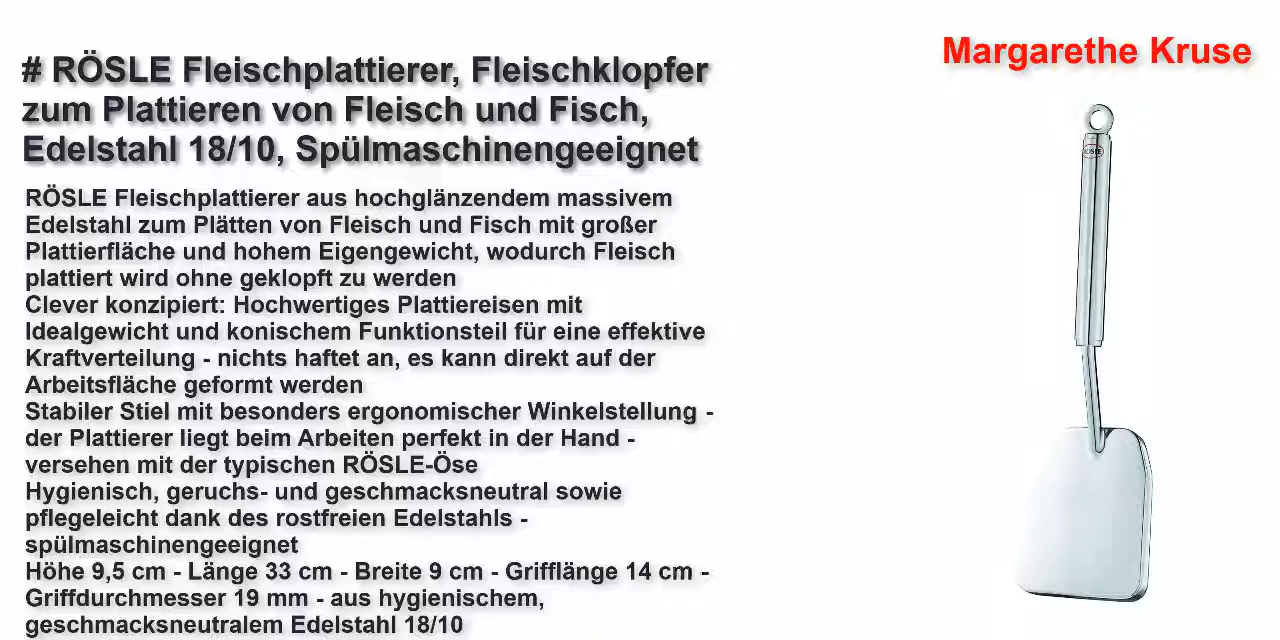 Margarethe Kruse
# RÖSLE Fleischplattierer, Fleischklopfer
zum Plattieren von Fleisch und Fisch,
Edelstahl 18/10, Spülmaschinengeeignet
RÖSLE Fleischplattierer aus hochglänzendem massivem
Edelstahl zum Plätten von Fleisch und Fisch mit großer
Plattierfläche und hohem Eigengewicht, wodurch Fleisch
plattiert wird ohne geklopft zu werden
Clever konzipiert: Hochwertiges Plattiereisen mit
Idealgewicht und konischem Funktionsteil für eine effektive
Kraftverteilung - nichts haftet an, es kann direkt auf der
Arbeitsfläche geformt werden
Stabiler Stiel mit besonders ergonomischer Winkelstellung -
der Plattierer liegt beim Arbeiten perfekt in der Hand -
versehen mit der typischen RÖSLE-Öse
Hygienisch, geruchs- und geschmacksneutral sowie
pflegeleicht dank des rostfreien Edelstahls -
spülmaschinengeeignet
Höhe 9,5 cm - Länge 33 cm - Breite 9 cm - Grifflänge 14 cm -
Griffdurchmesser 19 mm - aus hygienischem,
geschmacksneutralem Edelstahl 18/10
RÖSLE